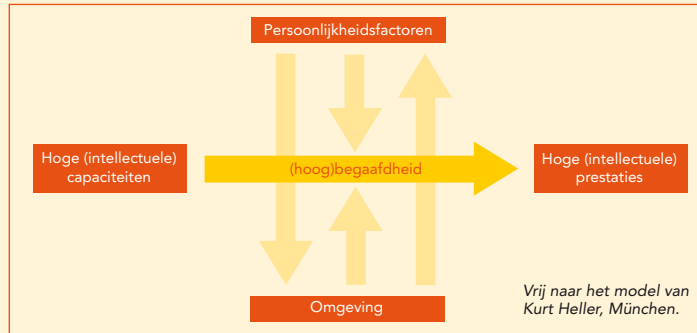 Persoonlijkheidsfactoren
Hoge (intellectuele)
capaciteiten
(hoog)begaafdheid
Hoge (intellectuele)
prestaties
Omgeving
Vrij naar het model van
Kurt Heller, München.